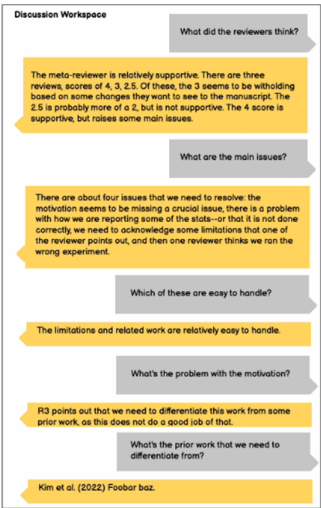 Discussion Workspace
What did the reviewers think?
The meta-reviewer is relatively supportive. There are three
reviews, scores of 4, 3, 2.5. Of these, the 3 seems to be witholding
based on some changes they want to see to the manuscript. The
2.5 is probably more of a 2, but is not supportive. The 4 score is
supportive, but raises some main issues.
What are the main issues?
There are about four issues that we need to resolve: the
motivation seems to be missing a crucial issue, there is a problem
with how we are reporting some of the stats--or that it is not done
correctly, we need to acknowledge some limitations that one of
the reviewer points out, and then one reviewer thinks we ran the
wrong experiment.
Which of these are easy to handle?
The limitations and related work are relatively easy to handle.
What's the problem with the motivation?
R3 points out that we need to differentiate this work from some
prior work, as this does not do a good job of that.
What's the prior work that we need to
differentiate from?
Kim et al. (2022) Foobar baz.